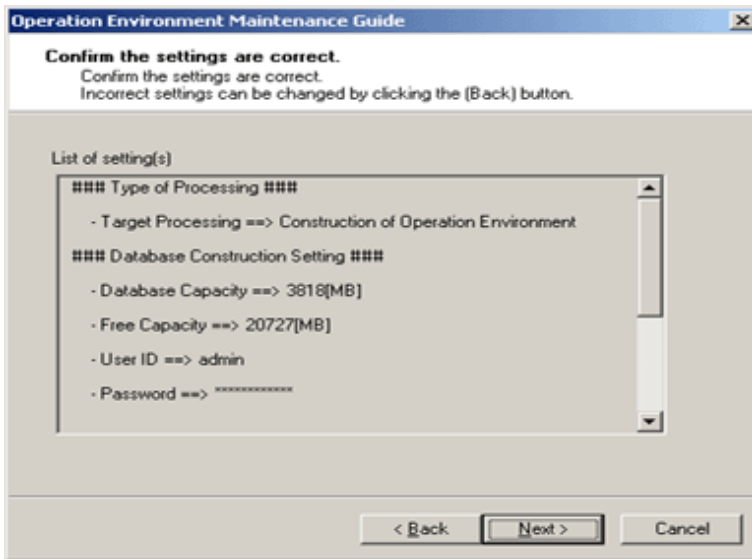 Operation Environment Maintenance Guide
Confirm the settings are correct.
Confirm the settings are correct.
Incorrect settings can be changed by clicking the (Back) button.
List of setting(s)
### Type of Processing ###
- Target Processing ==> Construction of Operation Environment
### Database Construction Setting ###
- Database Capacity ==> 3818[MB]
- Free Capacity ==> 20727[MB]
- User ID ==> admin
- Password ==> ************
< Back Next > Cancel